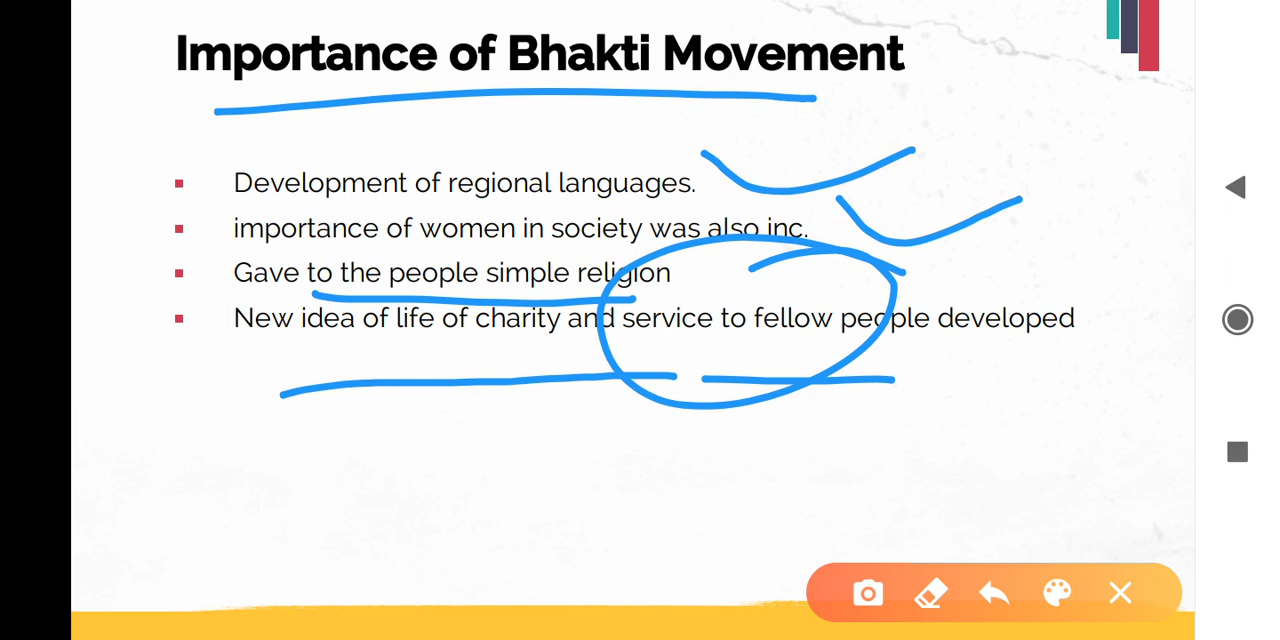 Importance of Bhakti Movement
Development of regional languages.
importance of women in society was also inc.
Gave to the people simple religion
New idea of life of charity and service to fellow people developed